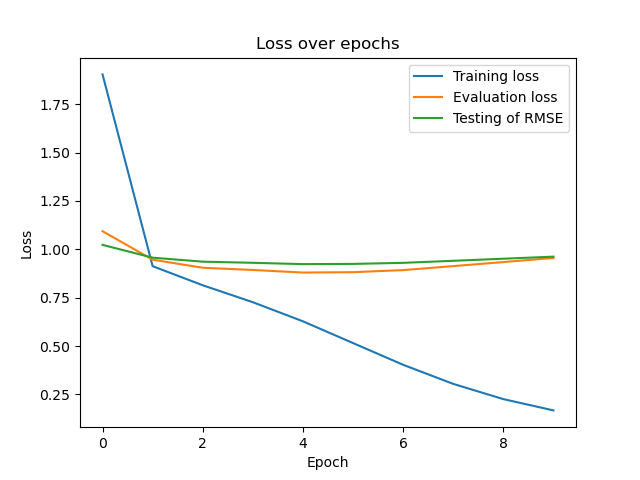 Loss over epochs
Training loss
Evaluation loss
Testing of RMSE
Loss
1.75
1.50
1.25
1.00
0.75
0.50
0.25
0 2 4 6 8
Epoch